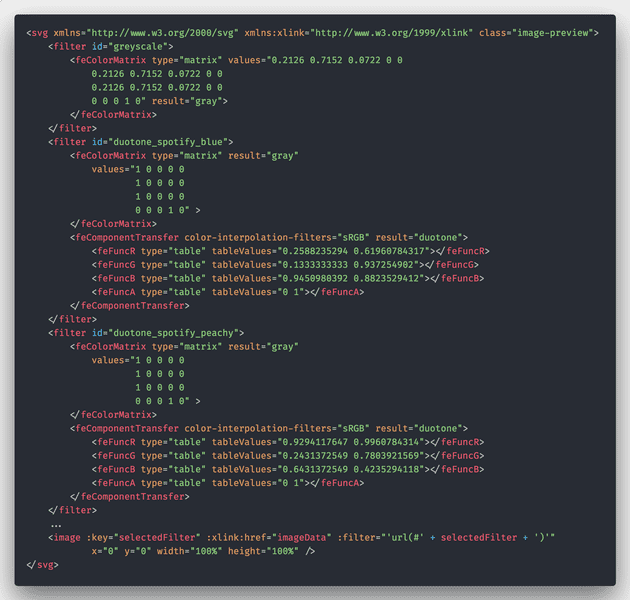 <svg xmlns="http://www.w3.org/2000/svg" xmlns:xlink="http://www.w3.org/1999/xlink" class="image-preview">
<filter id="greyscale">
<feColorMatrix type="matrix" values="0.2126 0.7152 0.0722 0 0
0.2126 0.7152 0.0722 0 0
0.2126 0.7152 0.0722 0 0
0 0 0 1 0" result="gray">
</feColorMatrix>
</filter>
<filter id="duotone_spotify_blue">
<feColorMatrix type="matrix" result="gray"
values="1 0 0 0 0
1 0 0 0 0
1 0 0 0 0
0 0 0 1 0" >
</feColorMatrix>
<feComponentTransfer color-interpolation-filters="sRGB" result="duotone">
<feFuncR type="table" tableValues="0.2588235294 0.61960784317"></feFuncR>
<feFuncG type="table" tableValues="0.1333333333 0.937254902"></feFuncG>
<feFuncB type="table" tableValues="0.9450980392 0.8823529412"></feFuncB>
<feFuncA type="table" tableValues="0 1"></feFuncA>
</feComponentTransfer>
</filter>
<filter id="duotone_spotify_peachy">
<feColorMatrix type="matrix" result="gray"
values="1 0 0 0 0
1 0 0 0 0
1 0 0 0 0
0 0 0 1 0" >
</feColorMatrix>
<feComponentTransfer color-interpolation-filters="sRGB" result="duotone">
<feFuncR type="table" tableValues="0.9294117647 0.9960784314"></feFuncR>
<feFuncG type="table" tableValues="0.2431372549 0.7803921569"></feFuncG>
<feFuncB type="table" tableValues="0.6431372549 0.4235294118"></feFuncB>
<feFuncA type="table" tableValues="0 1"></feFuncA>
</feComponentTransfer>
</filter>
...
<image :key="selectedFilter" :xlink:href="imageData" :filter="'url(#' + selectedFilter + ')'"
x="0" y="0" width="100%" height="100%" />
</svg>